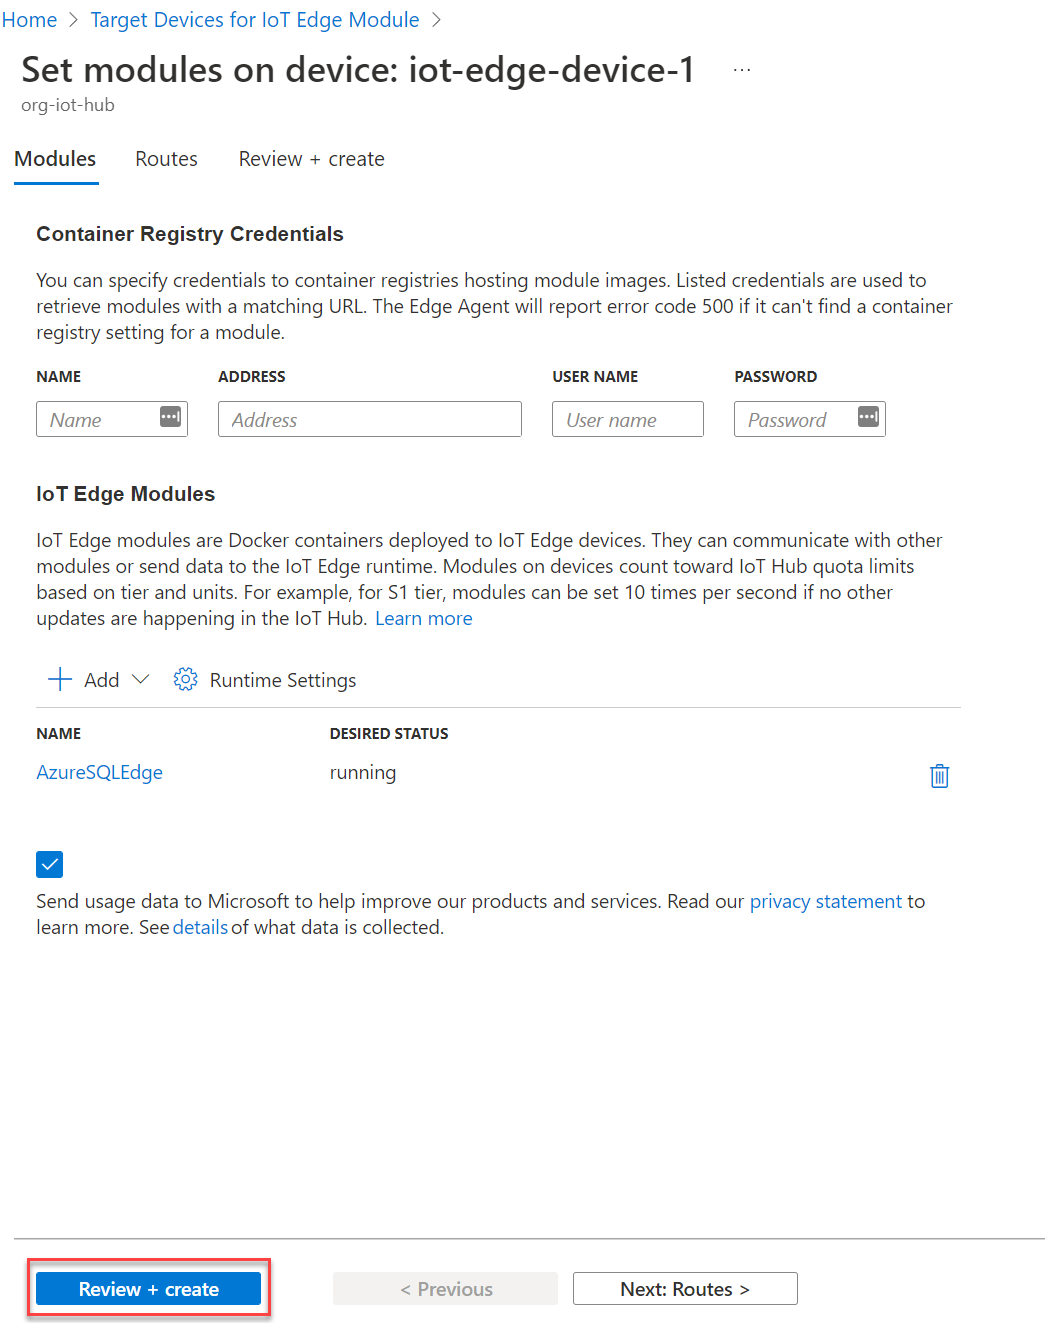 Home > Target Devices for IoT Edge Module >
Set modules on device: iot-edge-device-1 ...
org-iot-hub
Modules Routes Review + create
Container Registry Credentials
You can specify credentials to container registries hosting module images. Listed credentials are used to
retrieve modules with a matching URL. The Edge Agent will report error code 500 if it can't find a container
registry setting for a module.
NAME ADDRESS USER NAME PASSWORD
Name Address User name Password
IoT Edge Modules
IoT Edge modules are Docker containers deployed to IoT Edge devices. They can communicate with other
modules or send data to the IoT Edge runtime. Modules on devices count toward IoT Hub quota limits
based on tier and units. For example, for S1 tier, modules can be set 10 times per second if no other
updates are happening in the IoT Hub. Learn more
Add Runtime Settings
NAME DESIRED STATUS
AzureSQLEdge running
Send usage data to Microsoft to help improve our products and services. Read our privacy statement to
learn more. See details of what data is collected.
Review + create < Previous Next: Routes >